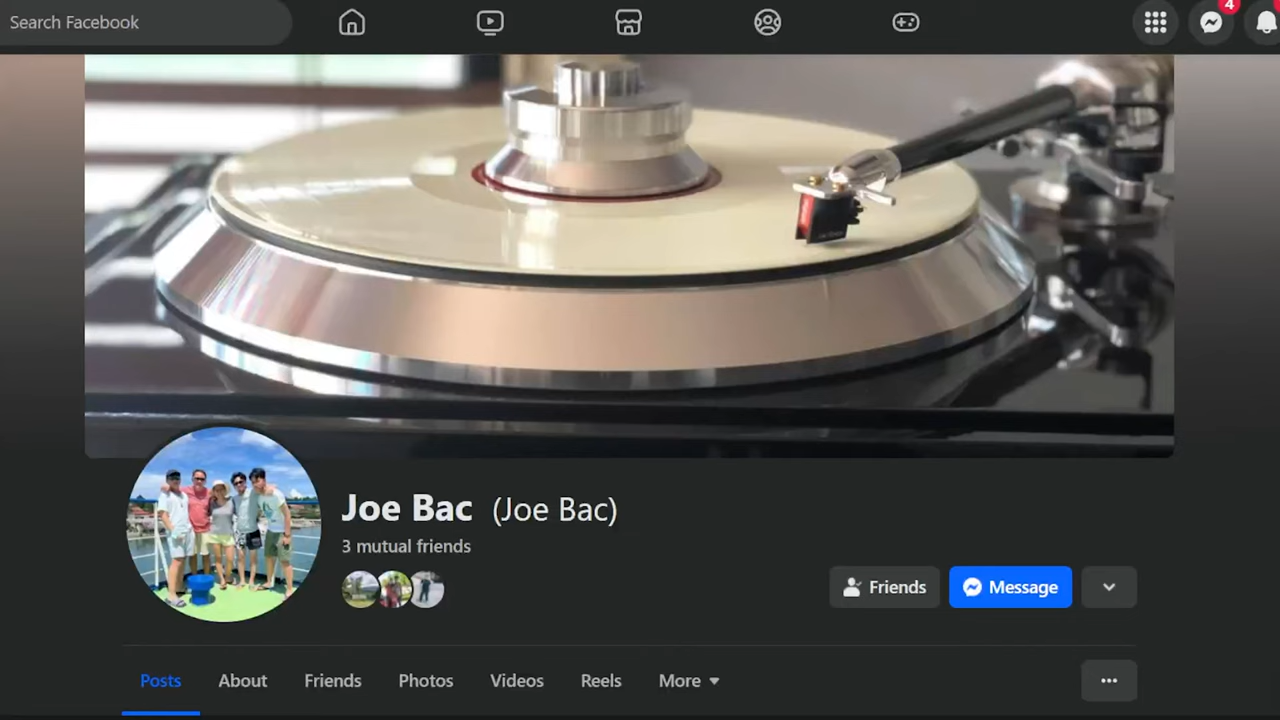 Search Facebook
4
Joe Bac (Joe Bac)
3 mutual friends
Friends
Message
Posts
About
Friends
Photos
Videos
Reels
More